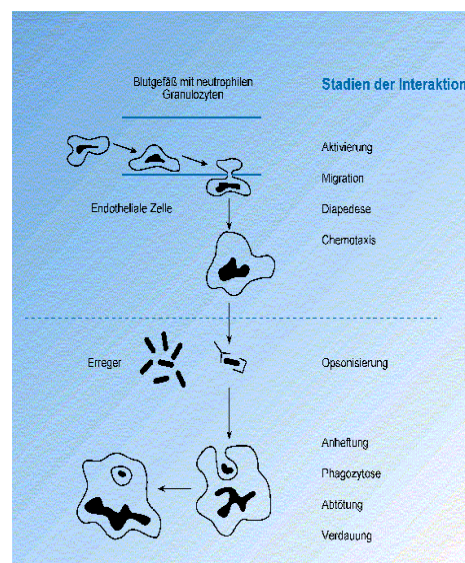 Blutgefäß mit neutrophilen
Granulozyten
Stadien der Interaktion
Aktivierung
Migration
Endotheliale Zelle
Diapedese
Chemotaxis
Erreger
Opsonisierung
Anheftung
Phagozytose
Abtötung
Verdauung